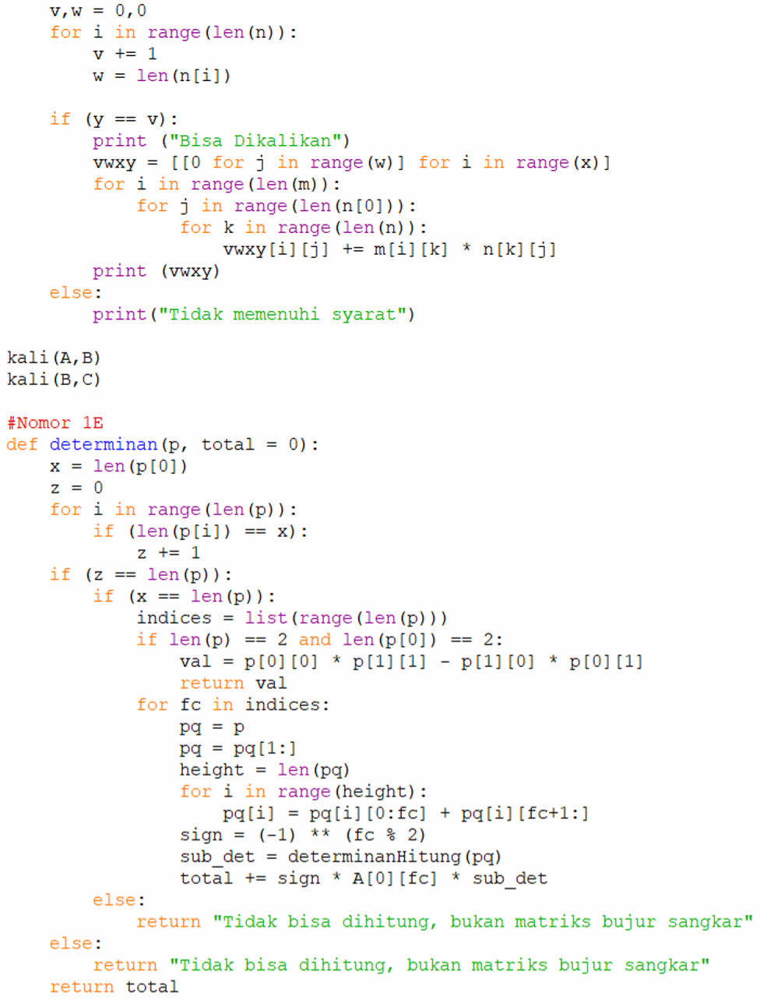 v,w = 0,0
    for i in range(len(n)):
        v += 1
        w = len(n[i])

    if (y == v):
        print ("Bisa Dikalikan")
        vwxy = [[0 for j in range(w)] for i in range(x)]
        for i in range(len(m)):
            for j in range(len(n[0])):
                for k in range(len(n)):
                    vwxy[i][j] += m[i][k] * n[k][j]
        print (vwxy)
    else:
        print("Tidak memenuhi syarat")

kali(A,B)
kali(B,C)

#Nomor 1E
def determinan(p, total = 0):
    x = len(p[0])
    z = 0
    for i in range(len(p)):
        if (len(p[i]) == x):
            z += 1
    if (z == len(p)):
        if (x == len(p)):
            indices = list(range(len(p)))
            if len(p) == 2 and len(p[0]) == 2:
                val = p[0][0] * p[1][1] - p[1][0] * p[0][1]
                return val
            for fc in indices:
                pq = p
                pq = pq[1:]
                height = len(pq)
                for i in range(height):
                    pq[i] = pq[i][0:fc] + pq[i][fc+1:]
                sign = (-1) ** (fc % 2)
                sub_det = determinanHitung(pq)
                total += sign * A[0][fc] * sub_det
        else:
            return "Tidak bisa dihitung, bukan matriks bujur sangkar"
    else:
        return "Tidak bisa dihitung, bukan matriks bujur sangkar"
    return total